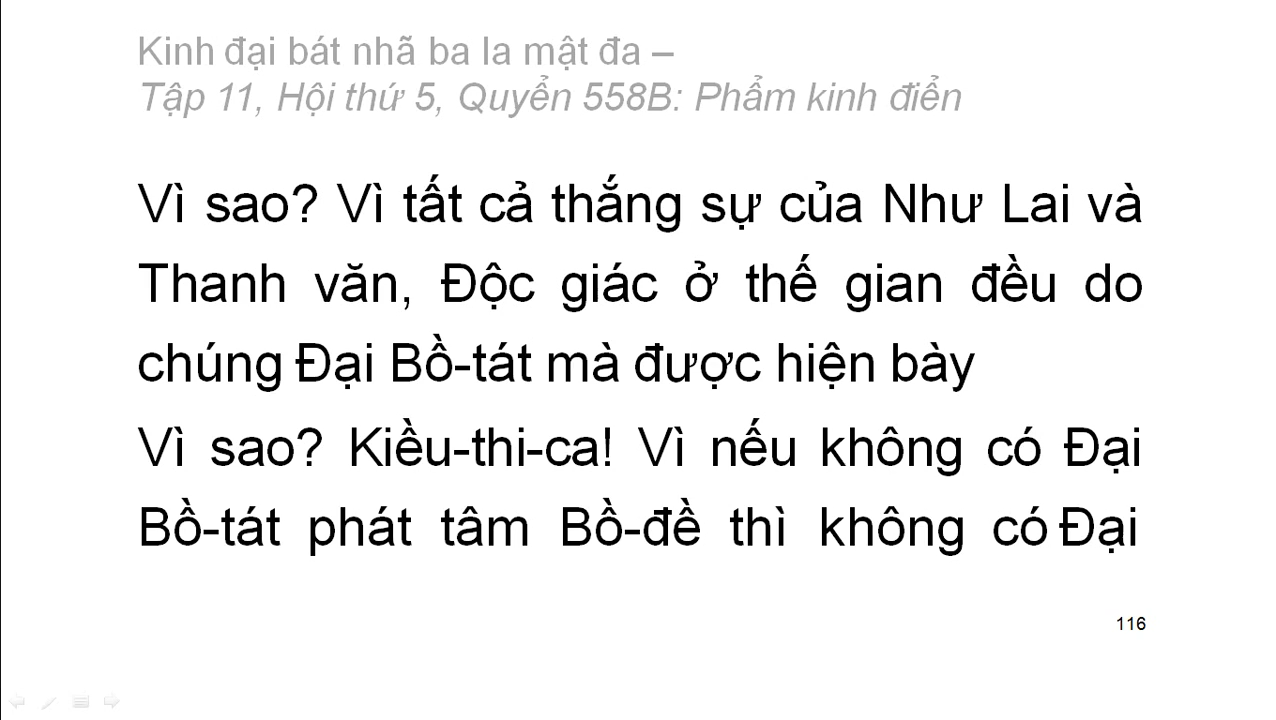 Kinh đại bát nhã ba la mật đa –
Tập 11, Hội thứ 5, Quyển 558B: Phẩm kinh điển
Vì sao? Vì tất cả thắng sự của Như Lai và
Thanh văn, Độc giác ở thế gian đều do
chúng Đại Bồ-tát mà được hiện bày
Vì sao? Kiều-thi-ca! Vì nếu không có Đại
Bồ-tát phát tâm Bồ-đề thì không có Đại
116